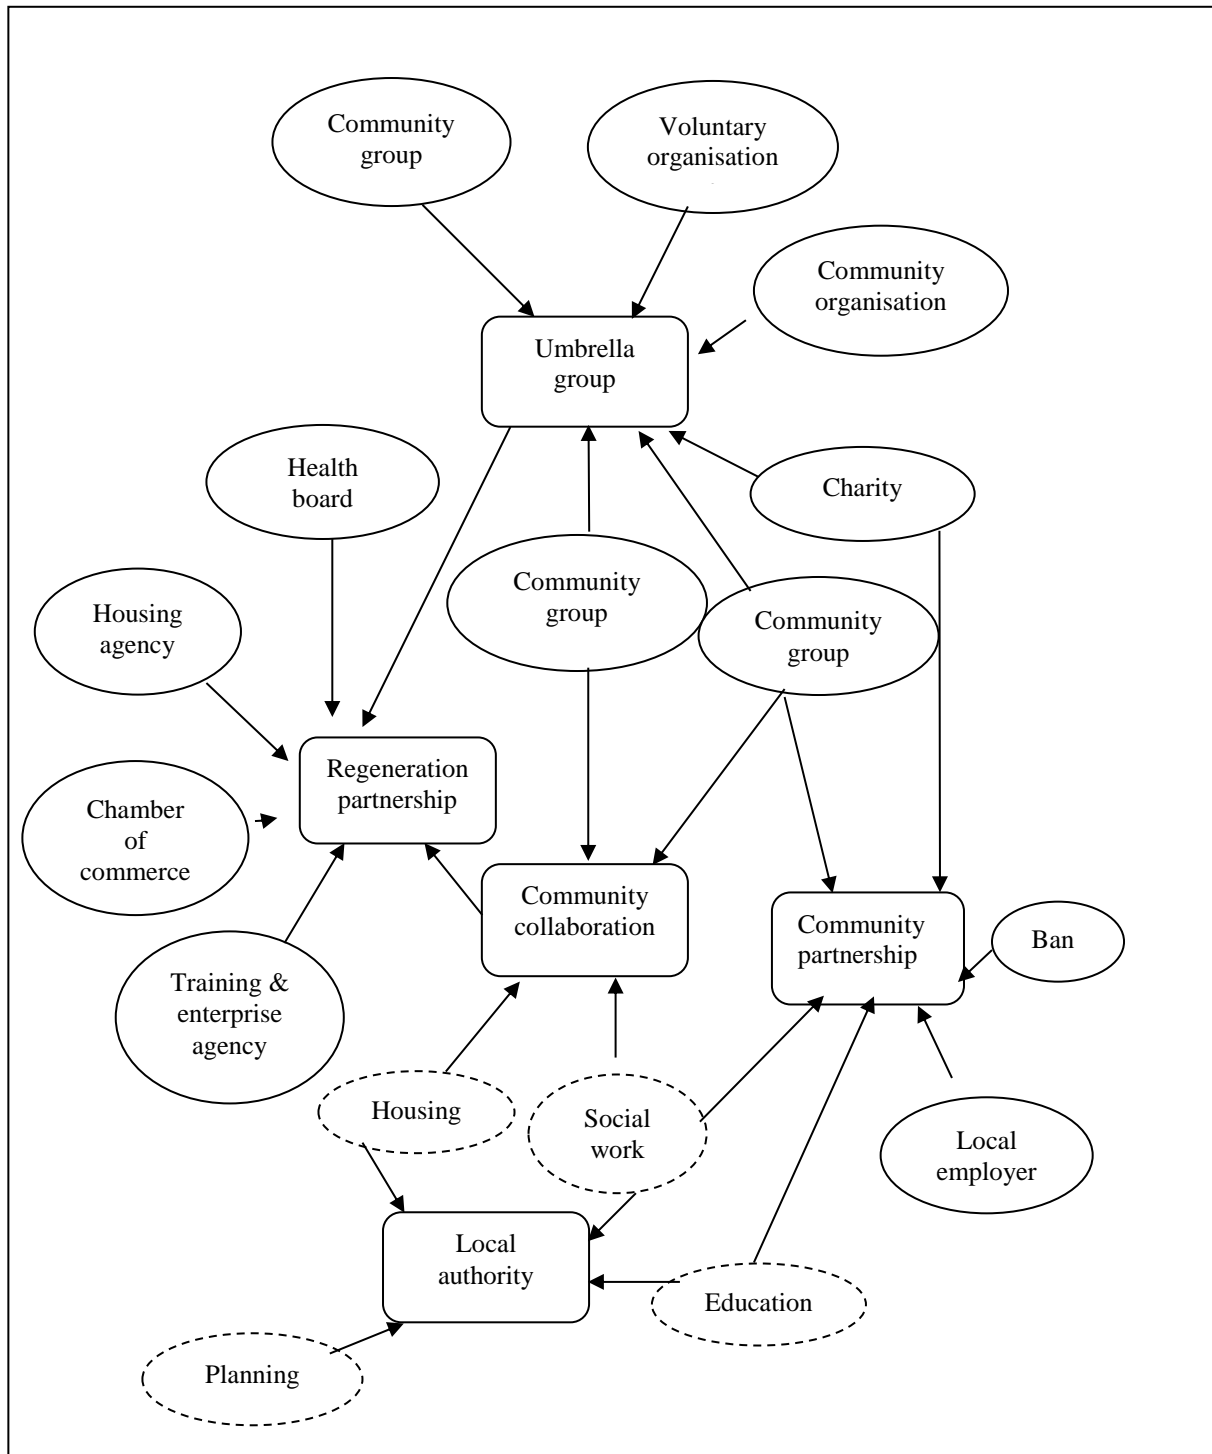 Community
group
Voluntary
organisation
Community
organisation
Umbrella
group
Health
board
Charity
Community
group
Community
group
Housing
agency
Regeneration
partnership
Chamber
of
commerce
Community
collaboration
Community
partnership
Ban
Training &
enterprise
agency
Housing
Social
work
Local
employer
Local
authority
Education
Planning